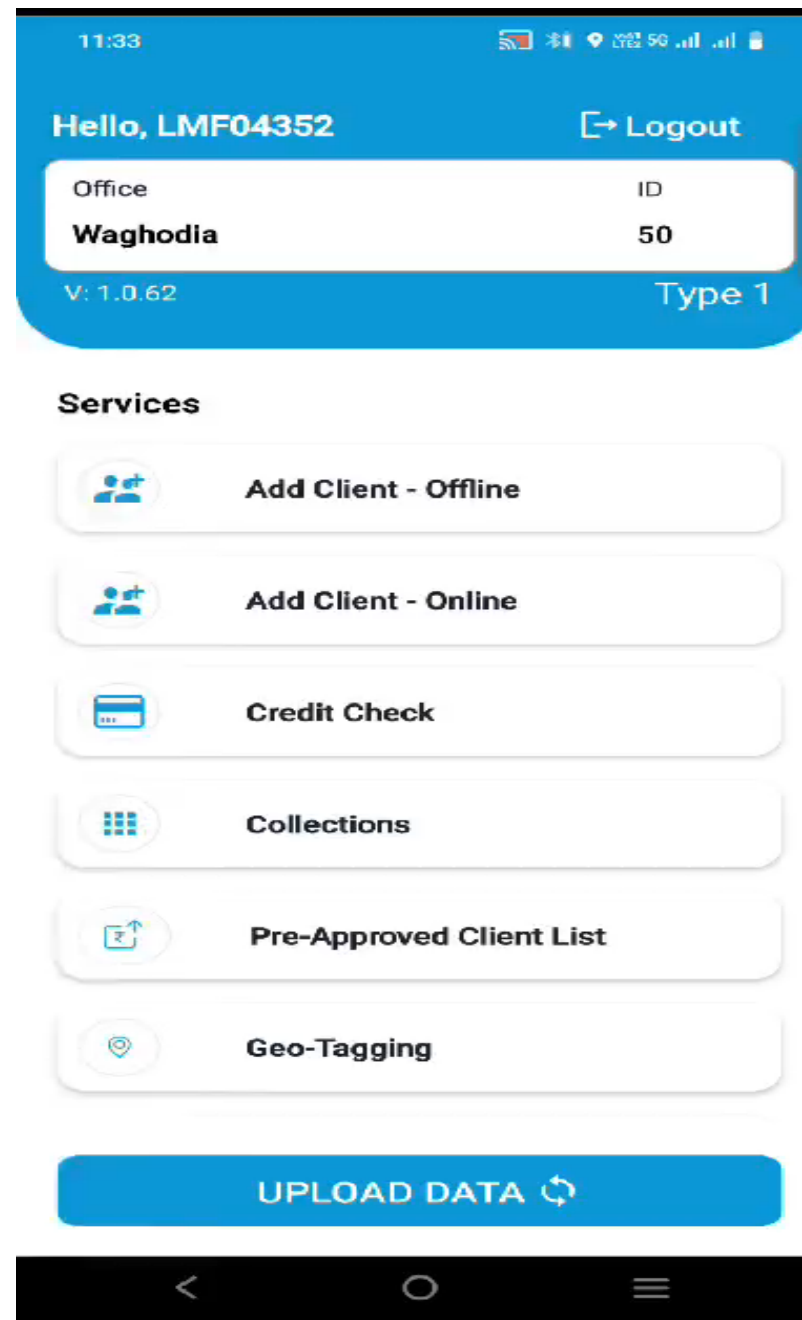 11:33
5G
Hello, LMF04352
Logout
Office ID
Waghodia 50
V: 1.0.62 Type 1
Services
Add Client - Offline
Add Client - Online
Credit Check
Collections
₹
Pre-Approved Client List
Geo-Tagging
UPLOAD DATA